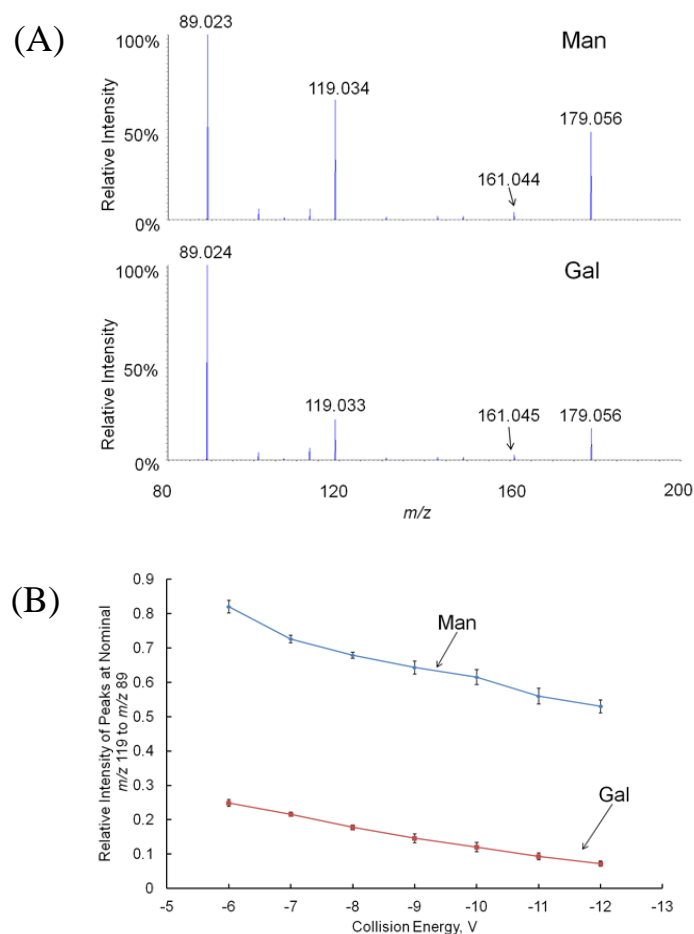 (A)
Man
Relative Intensity
100%
50%
0%
89.023
119.034
161.044
179.056
Gal
Relative Intensity
100%
50%
0%
89.024
119.033
161.045
179.056
80 120 160 200
m/z
(B)
Relative Intensity of Peaks at Nominal
m/z 119 to m/z 89
0.9
0.8
0.7
0.6
0.5
0.4
0.3
0.2
0.1
0
Man
Gal
-5 -6 -7 -8 -9 -10 -11 -12 -13
Collision Energy, V